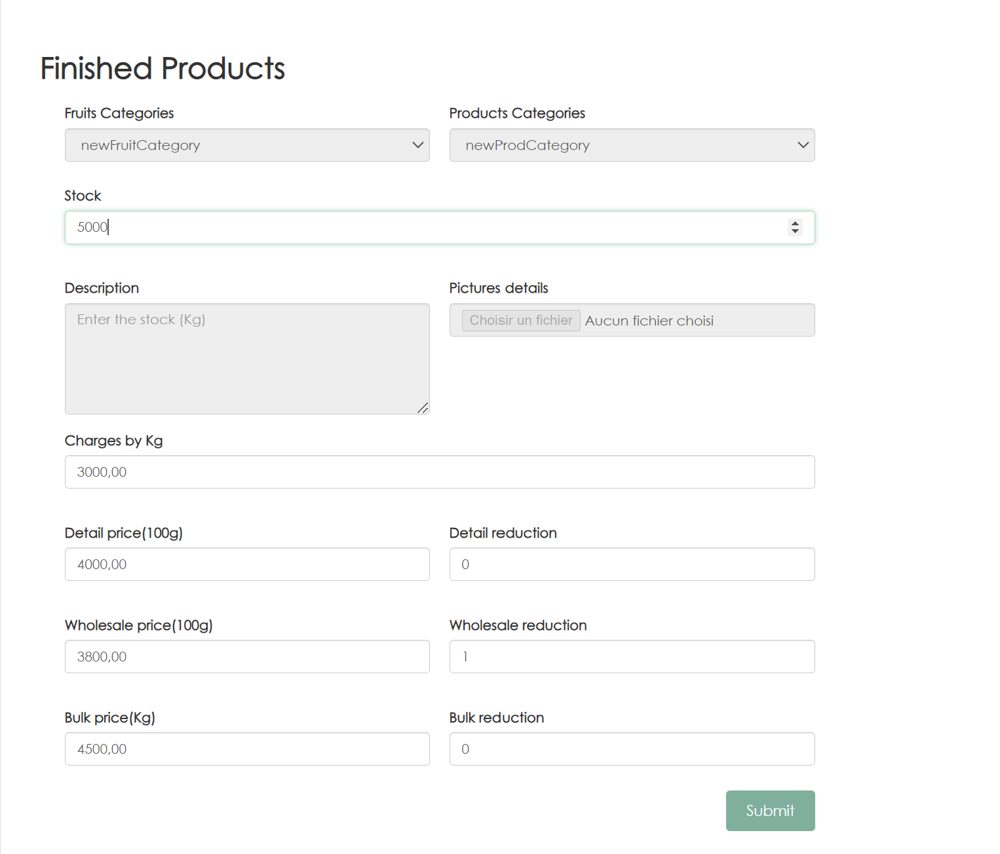 Finished Products
Fruits Categories
Products Categories
newFruitCategory
newProdCategory
Stock
5000
Description
Pictures details
Enter the stock (Kg)
Choisir un fichier Aucun fichier choisi
Charges by Kg
3000,00
Detail price(100g)
Detail reduction
4000,00
0
Wholesale price(100g)
Wholesale reduction
3800,00
1
Bulk price(Kg)
Bulk reduction
4500,00
0
Submit